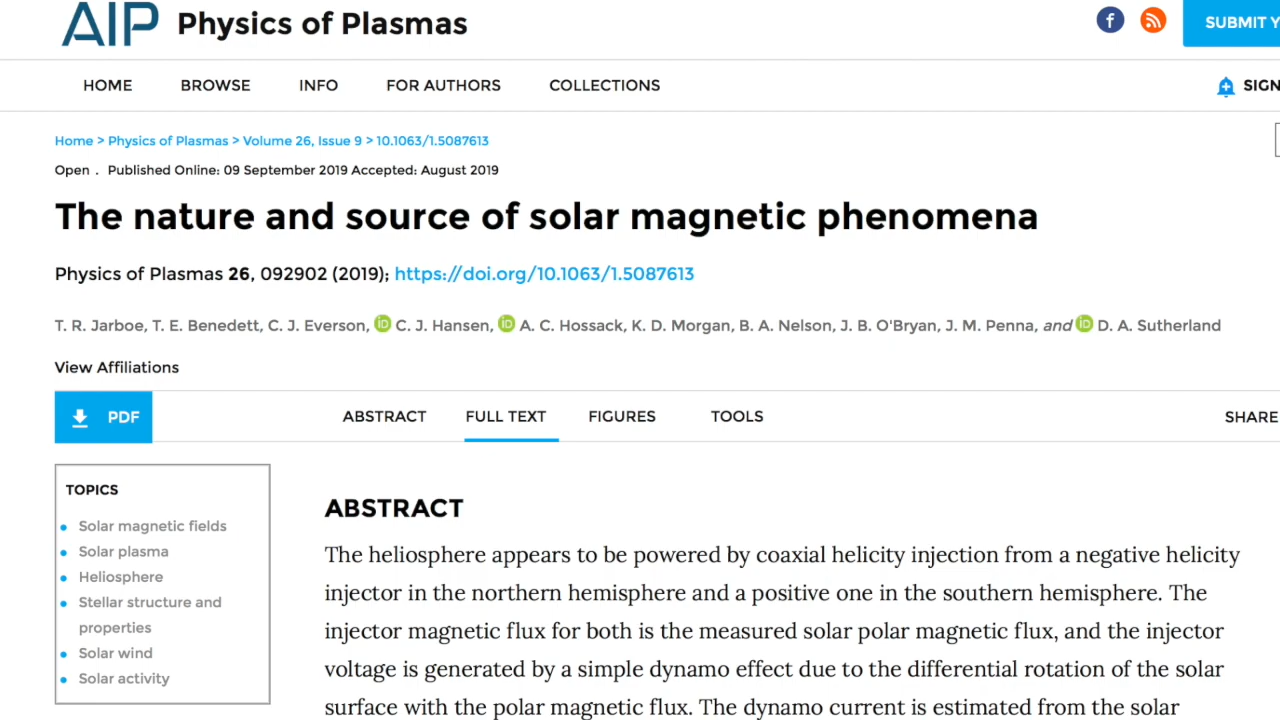 AIP Physics of Plasmas
SUBMIT Y
HOME BROWSE INFO FOR AUTHORS COLLECTIONS SIGN
Home > Physics of Plasmas > Volume 26, Issue 9 > 10.1063/1.5087613
Open . Published Online: 09 September 2019 Accepted: August 2019
The nature and source of solar magnetic phenomena
Physics of Plasmas 26, 092902 (2019); https://doi.org/10.1063/1.5087613
T. R. Jarboe, T. E. Benedett, C. J. Everson, iD C. J. Hansen, iD A. C. Hossack, K. D. Morgan, B. A. Nelson, J. B. O'Bryan, J. M. Penna, and iD D. A. Sutherland
View Affiliations
PDF ABSTRACT FULL TEXT FIGURES TOOLS SHARE
TOPICS
Solar magnetic fields
Solar plasma
Heliosphere
Stellar structure and
properties
Solar wind
Solar activity
ABSTRACT
The heliosphere appears to be powered by coaxial helicity injection from a negative helicity
injector in the northern hemisphere and a positive one in the southern hemisphere. The
injector magnetic flux for both is the measured solar polar magnetic flux, and the injector
voltage is generated by a simple dynamo effect due to the differential rotation of the solar
surface with the polar magnetic flux. The dynamo current is estimated from the solar